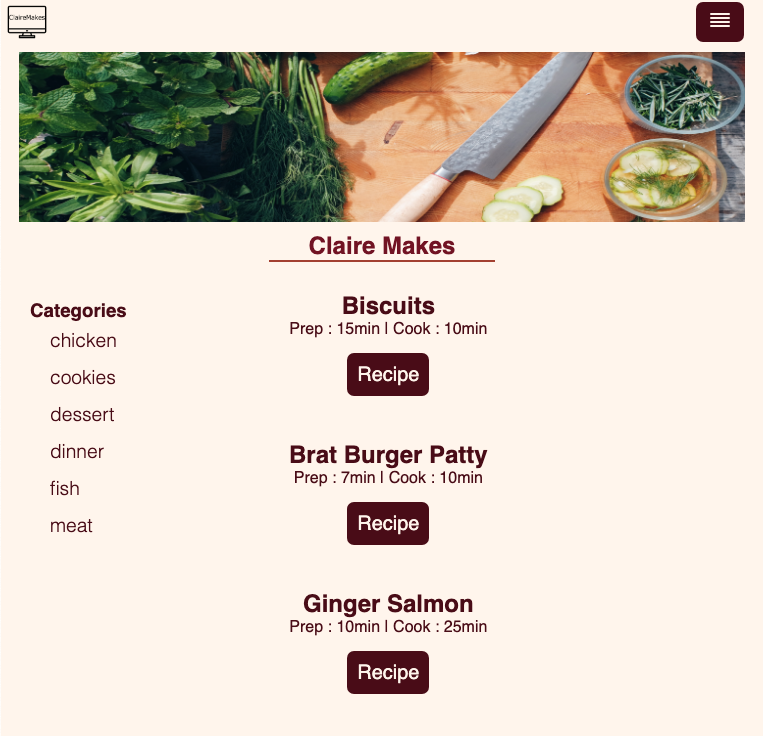 ClaireMakes
Claire Makes
Categories
chicken
cookies
dessert
dinner
fish
meat
Biscuits
Prep : 15min | Cook : 10min
Recipe
Brat Burger Patty
Prep : 7min | Cook : 10min
Recipe
Ginger Salmon
Prep : 10min | Cook : 25min
Recipe